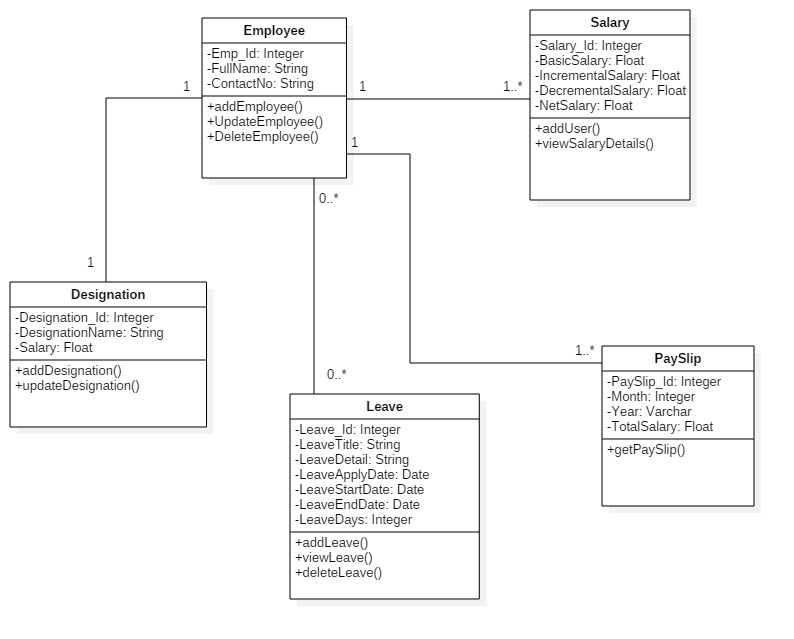 Employee
-Emp_Id: Integer
-FullName: String
-ContactNo: String
+addEmployee()
+UpdateEmployee()
+DeleteEmployee()
Salary
-Salary_Id: Integer
-BasicSalary: Float
-IncrementalSalary: Float
-DecrementalSalary: Float
-NetSalary: Float
+addUser()
+viewSalaryDetails()
1
1
1..*
1
0..*
1
Designation
-Designation_Id: Integer
-DesignationName: String
-Salary: Float
+addDesignation()
+updateDesignation()
0..*
Leave
-Leave_Id: Integer
-LeaveTitle: String
-LeaveDetail: String
-LeaveApplyDate: Date
-LeaveStartDate: Date
-LeaveEndDate: Date
-LeaveDays: Integer
+addLeave()
+viewLeave()
+deleteLeave()
1..*
PaySlip
-PaySlip_Id: Integer
-Month: Integer
-Year: Varchar
-TotalSalary: Float
+getPaySlip()